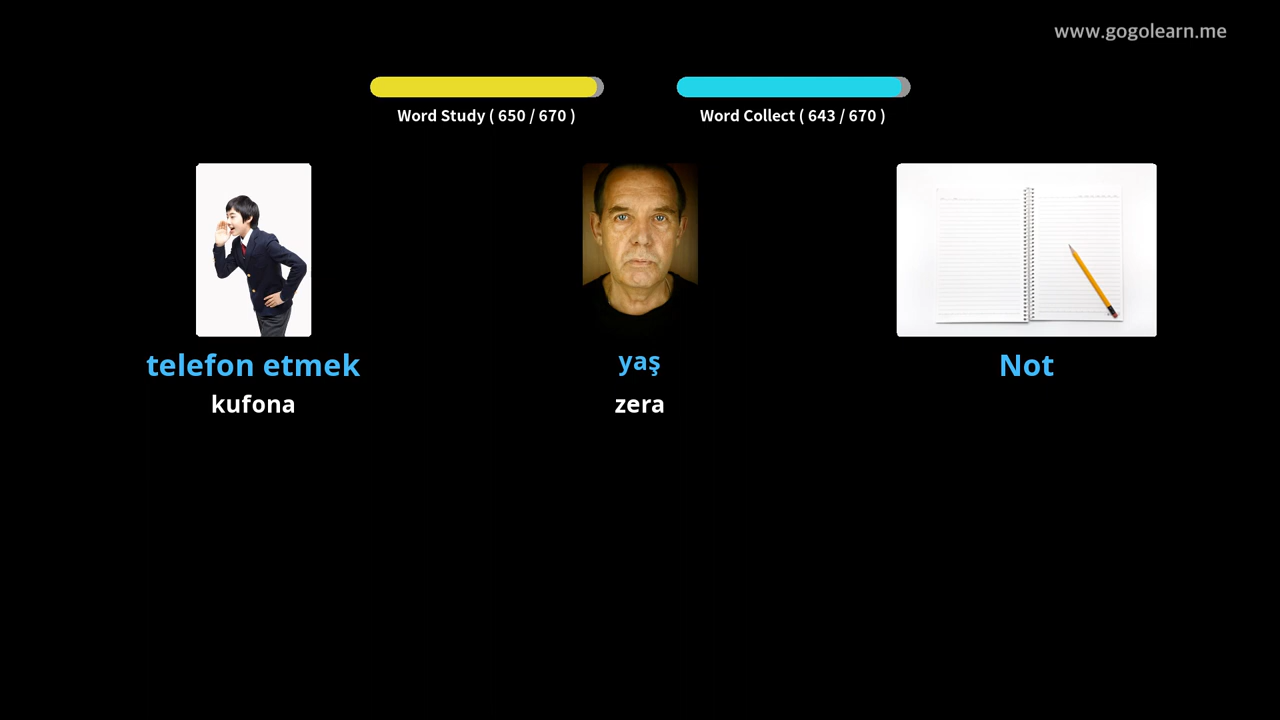 www.gogolearn.me
Word Study ( 650 / 670 )
Word Collect ( 643 / 670 )
telefon etmek
kufona
yaş
zera
Not